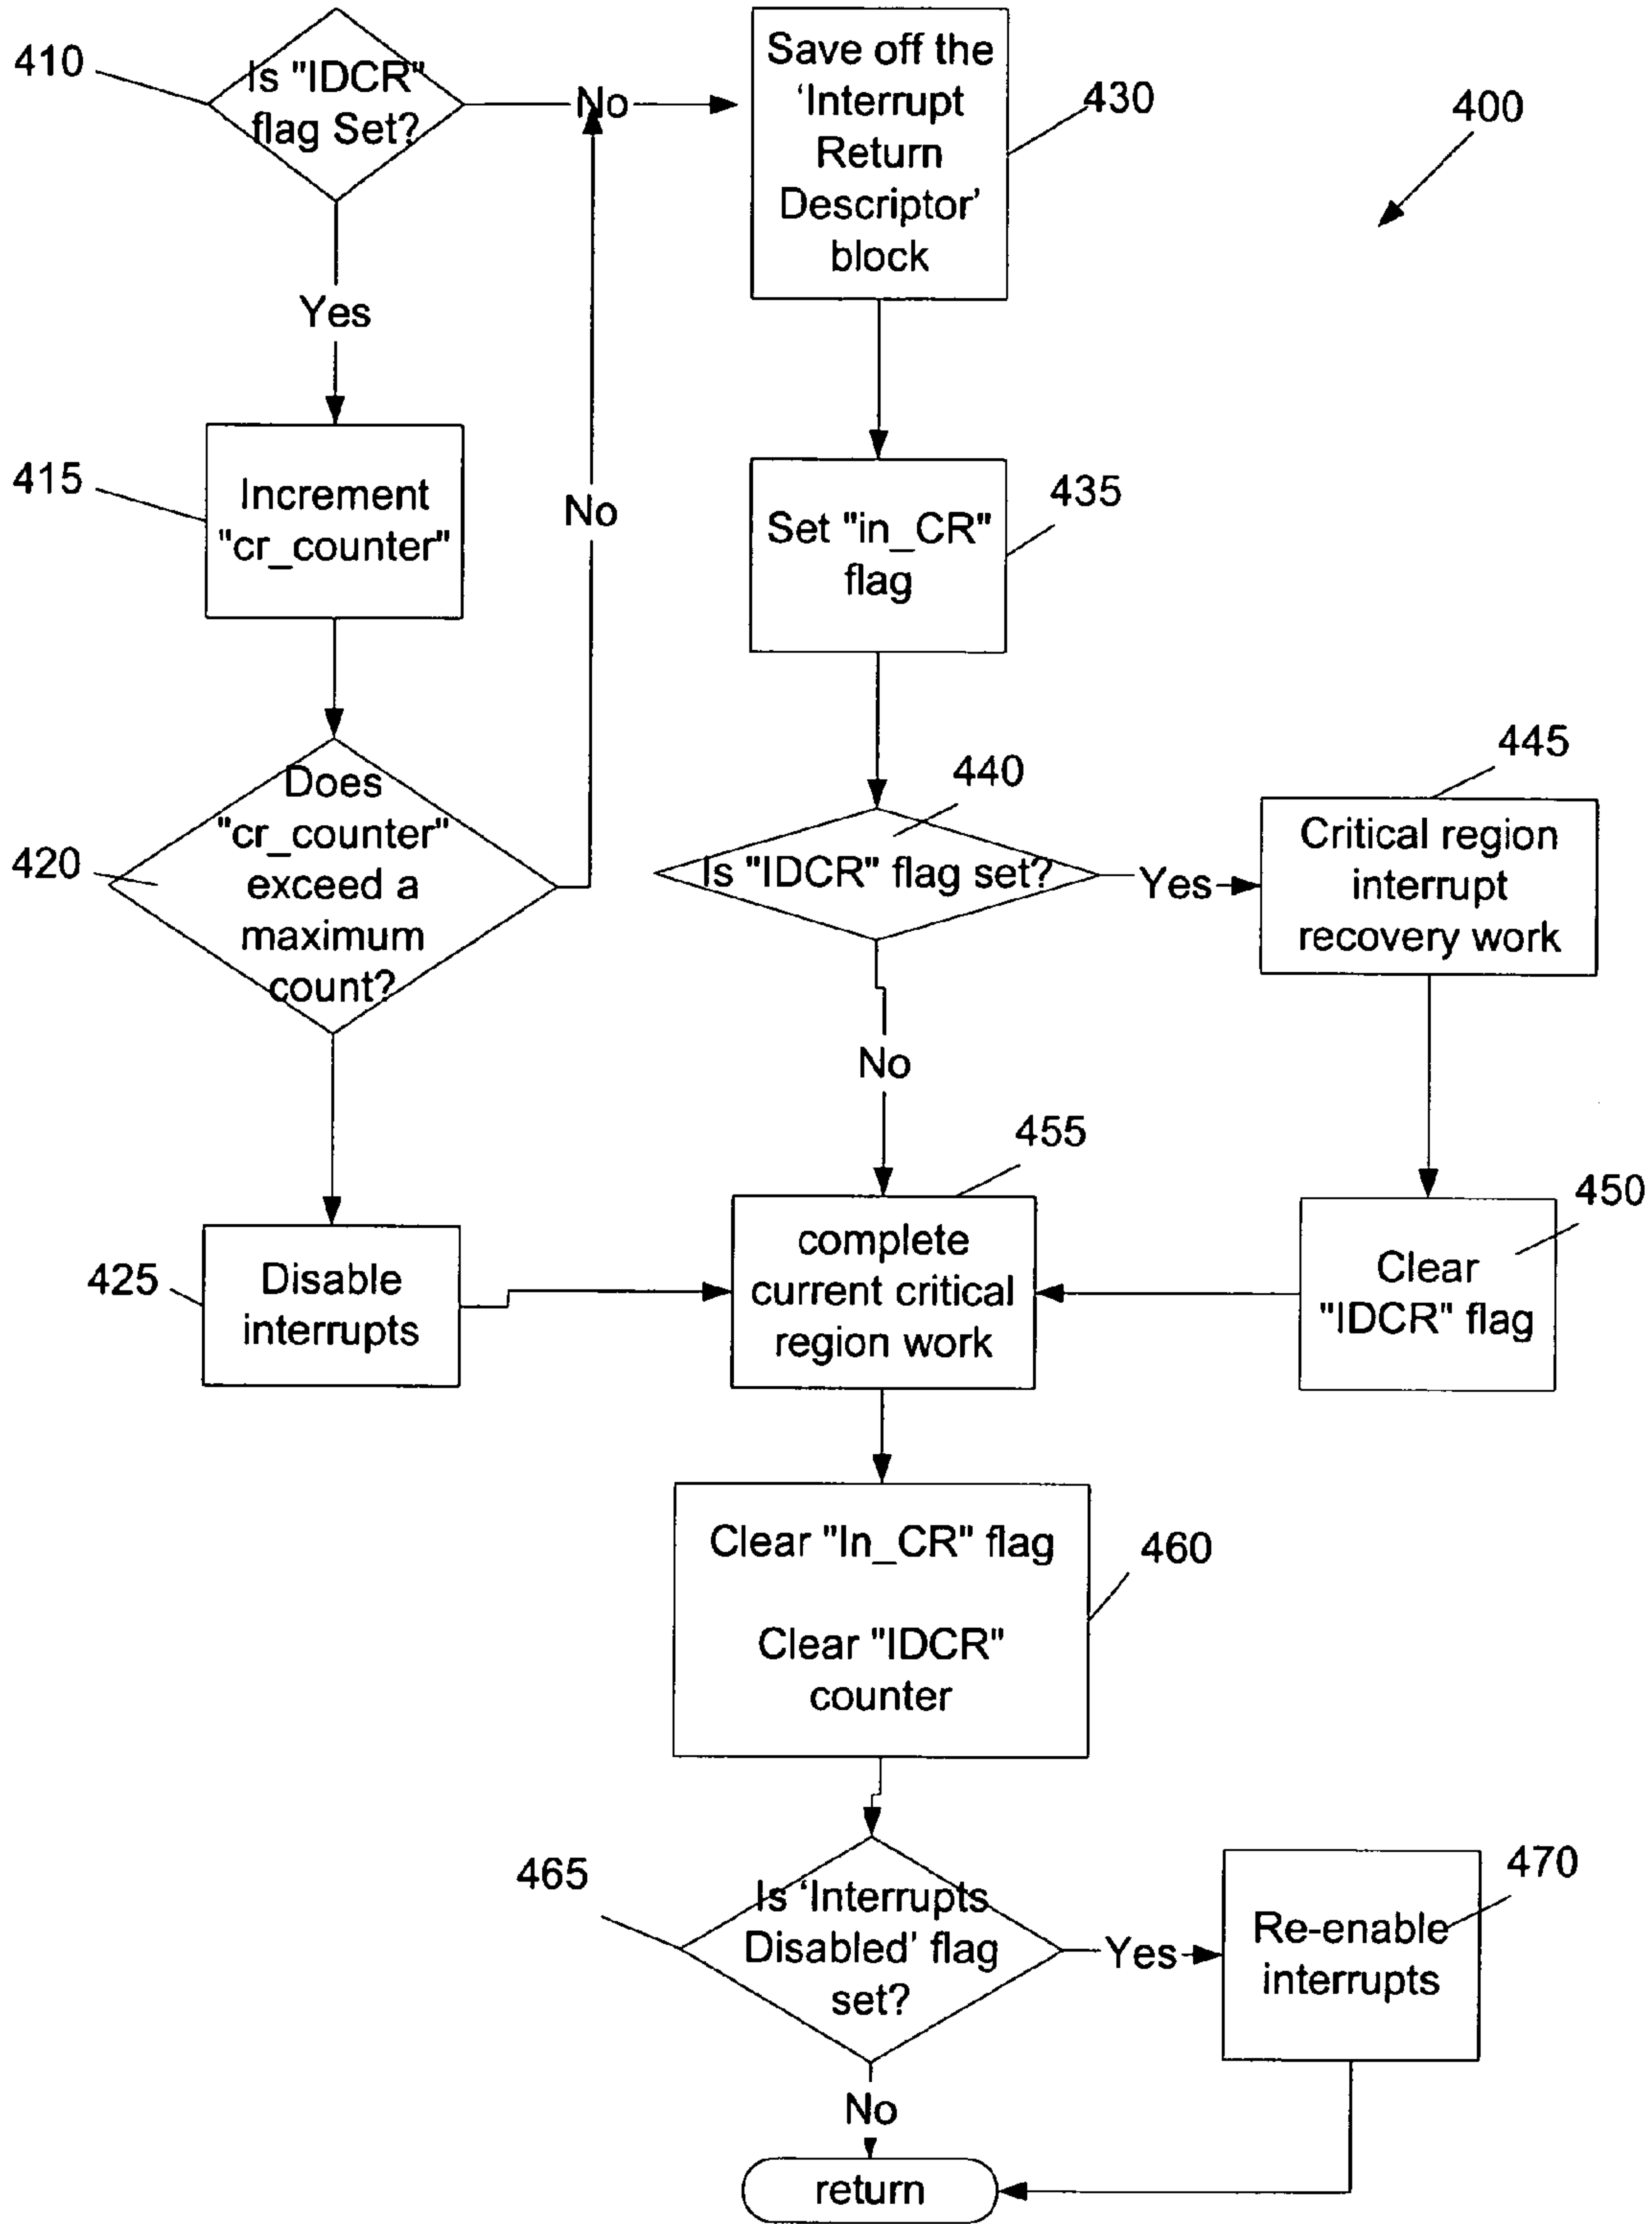 410
Is "IDCR"
flag Set?
No
Save off the
'Interrupt
Return
Descriptor'
block
430
400
Yes
415
Increment
"cr_counter"
No
Set "in_CR"
flag
435
420
Does
"cr_counter"
exceed a
maximum
count?
440
Is "IDCR" flag set?
Yes
445
Critical region
interrupt
recovery work
No
425
Disable
interrupts
455
complete
current critical
region work
450
Clear
"IDCR" flag
Clear "In_CR" flag
Clear "IDCR"
counter
460
465
Is 'Interrupts
Disabled' flag
set?
Yes
470
Re-enable
interrupts
No
return